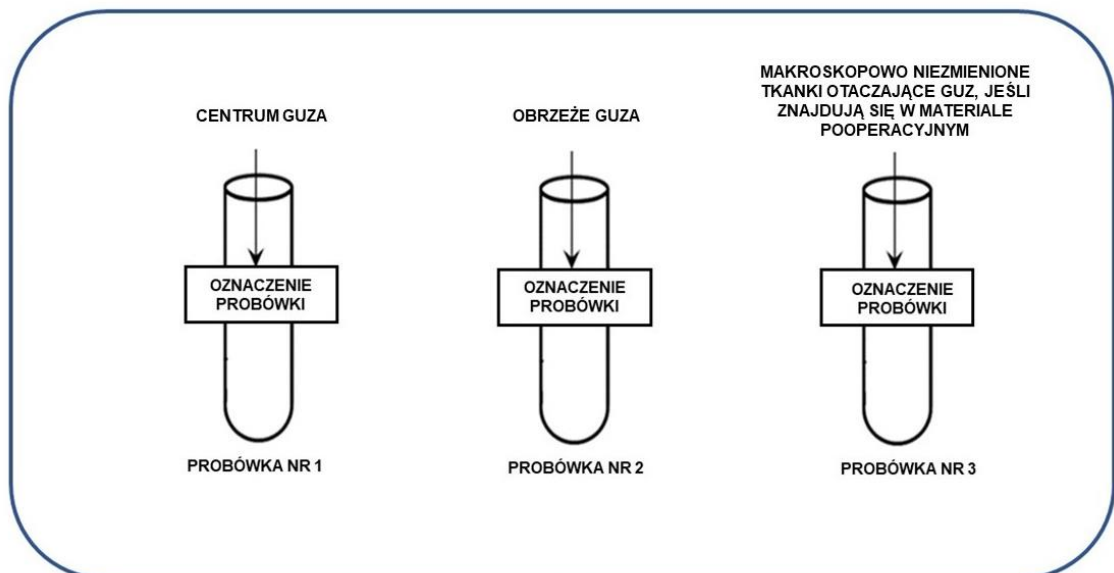 CENTRUM GUZA
OBRZEŻE GUZA
MAKROSKOPOWO NIEZMIENIONE
TKANKI OTACZAJĄCE GUZ, JEŚLI
ZNAJDUJĄ SIĘ W MATERIALE
POOPERACYJNYM
OZNACZENIE
PROBÓWKI
OZNACZENIE
PROBÓWKI
OZNACZENIE
PROBÓWKI
PROBÓWKA NR 1
PROBÓWKA NR 2
PROBÓWKA NR 3